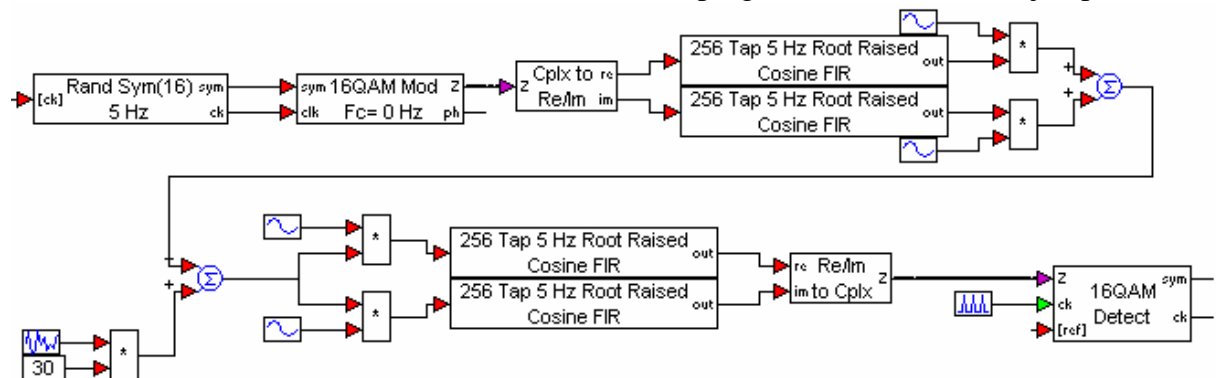 256 Tap 5 Hz Root Raised
Cosine FIR
out
*
+
[ck] Rand Sym(16) sym
5 Hz ck
sym 16QAM Mod Z
clk Fc= 0 Hz ph
Z Cplx to re
Re/Im im
256 Tap 5 Hz Root Raised
Cosine FIR
out
*
+
Σ
*
256 Tap 5 Hz Root Raised
Cosine FIR
out
+
+
Σ
*
256 Tap 5 Hz Root Raised
Cosine FIR
out
re Re/Im Z
im to Cplx
Z 16QAM sym
ck Detect ck
[ref]
*
30
*